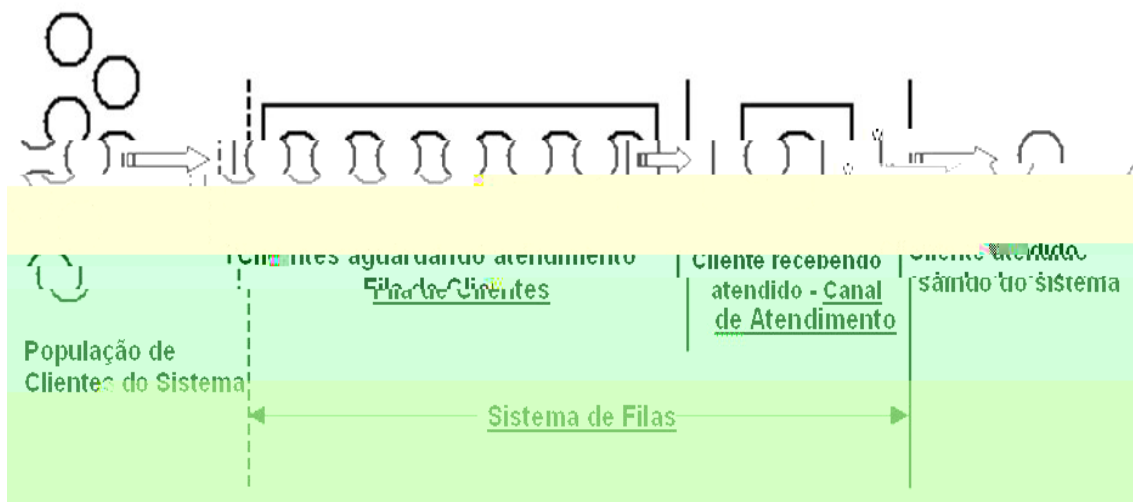 Clientes aguardando atendimento
Fila de Clientes
Cliente recebendo
atendido - Canal
de Atendimento
Cliente atendido
saindo do sistema
População de
Clientes do Sistema
Sistema de Filas